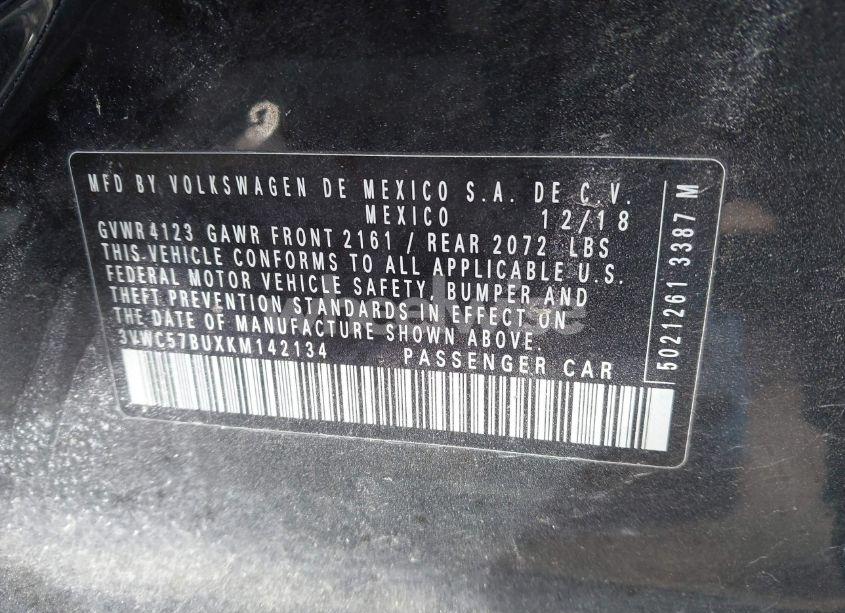 MFD BY VOLKSWAGEN DE MEXICO S.A. DE C.V.
MEXICO 12/18
GVWR 4123 GAWR FRONT 2161 / REAR 2072 LBS
THIS VEHICLE CONFORMS TO ALL APPLICABLE U.S.
FEDERAL MOTOR VEHICLE SAFETY, BUMPER AND
THEFT PREVENTION STANDARDS IN EFFECT ON
THE DATE OF MANUFACTURE SHOWN ABOVE.
3VWC57BUXKM142134 PASSENGER CAR
5021261 3387 M